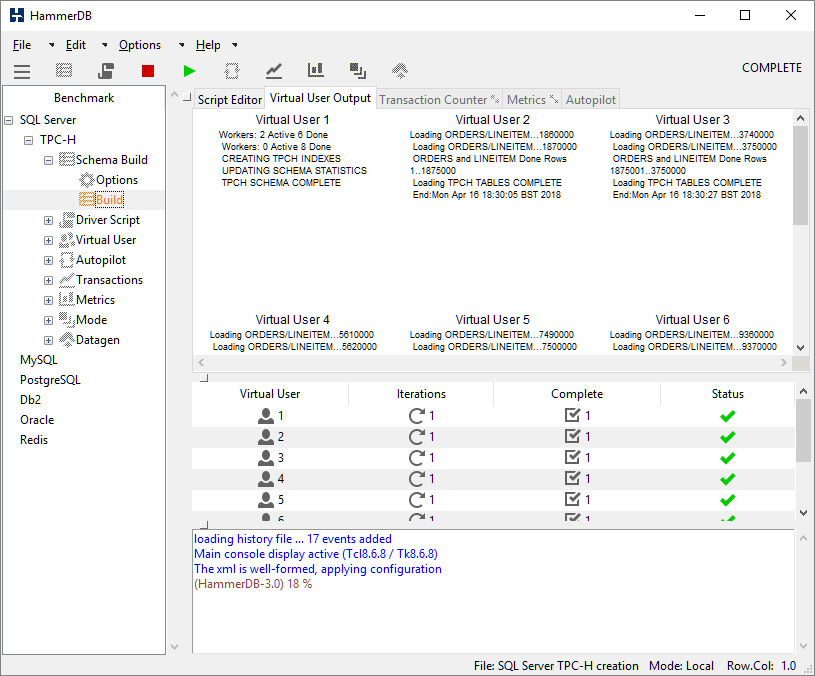 HammerDB
File Edit Options Help
COMPLETE
Benchmark
SQL Server
TPC-H
Schema Build
Options
Build
Driver Script
Virtual User
Autopilot
Transactions
Metrics
Mode
Datagen
MySQL
PostgreSQL
Db2
Oracle
Redis
Script Editor Virtual User Output Transaction Counter Metrics Autopilot
Virtual User 1
Workers: 2 Active 6 Done
Workers: 0 Active 8 Done
CREATING TPCH INDEXES
UPDATING SCHEMA STATISTICS
TPCH SCHEMA COMPLETE
Virtual User 2
Loading ORDERS/LINEITEM...1860000
Loading ORDERS/LINEITEM...1870000
ORDERS and LINEITEM Done Rows
1..1875000
Loading TPCH TABLES COMPLETE
End:Mon Apr 16 18:30:05 BST 2018
Virtual User 3
Loading ORDERS/LINEITEM...3740000
Loading ORDERS/LINEITEM...3750000
ORDERS and LINEITEM Done Rows
1875001..3750000
Loading TPCH TABLES COMPLETE
End:Mon Apr 16 18:30:27 BST 2018
Virtual User 4
Loading ORDERS/LINEITEM...5610000
Loading ORDERS/LINEITEM...5620000
Virtual User 5
Loading ORDERS/LINEITEM...7490000
Loading ORDERS/LINEITEM...7500000
Virtual User 6
Loading ORDERS/LINEITEM...9360000
Loading ORDERS/LINEITEM...9370000
Virtual User Iterations Complete Status
1 1 1
2 1 1
3 1 1
4 1 1
5 1 1
6 1 1
loading history file ... 17 events added
Main console display active (Tcl8.6.8 / Tk8.6.8)
The xml is well-formed, applying configuration
(HammerDB-3.0) 18 %
File: SQL Server TPC-H creation Mode: Local Row.Col: 1.0